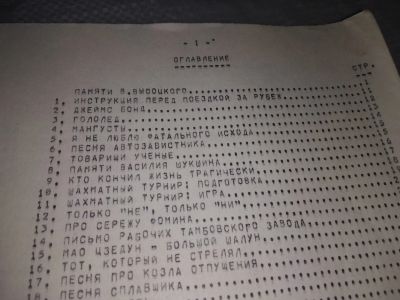 - 1 -
ОГЛАВЛЕНИЕ
СТР.
ПАМЯТИ В.ВЫСОЦКОГО
1. ИНСТРУКЦИЯ ПЕРЕД ПОЕЗДКОЙ ЗА РУБЕЖ
2. ДЖЕЙМС БОНД
3. ГОЛОЛЕД
4. МАНГУСТЫ
5. Я НЕ ЛЮБЛЮ ФАТАЛЬНОГО ИСХОДА
6. ПЕСНЯ АВТОЗАВИСТНИКА
7. ТОВАРИЩИ УЧЕНЫЕ
8. ПАМЯТИ ВАСИЛИЯ ШУКШИНА
9. КТО КОНЧИЛ ЖИЗНЬ ТРАГИЧЕСКИ
10. ШАХМАТНЫЙ ТУРНИР: ПОДГОТОВКА
11. ШАХМАТНЫЙ ТУРНИР: ИГРА
12. ТОЛЬКО "НЕ", ТОЛЬКО "НИ"
13. ПРО СЕРЕЖУ ФОМИНА
14. ПИСЬМО РАБОЧИХ ТАМБОВСКОГО ЗАВОДА
15. МАО ЦЗЕДУН - БОЛЬШОЙ ШАЛУН
16. ТОТ, КОТОРЫЙ НЕ СТРЕЛЯЛ
17. ПЕСНЯ ПРО КОЗЛА ОТПУЩЕНИЯ
18. ПЕСНЯ СПЛАВЩИКА